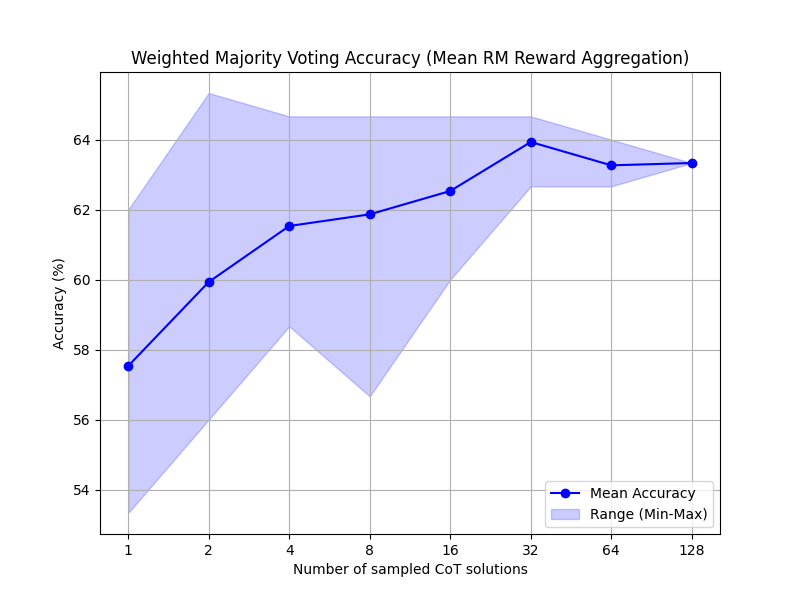 Weighted Majority Voting Accuracy (Mean RM Reward Aggregation)
Accuracy (%)
64
62
60
58
56
54
1 2 4 8 16 32 64 128
Number of sampled CoT solutions
Mean Accuracy
Range (Min-Max)